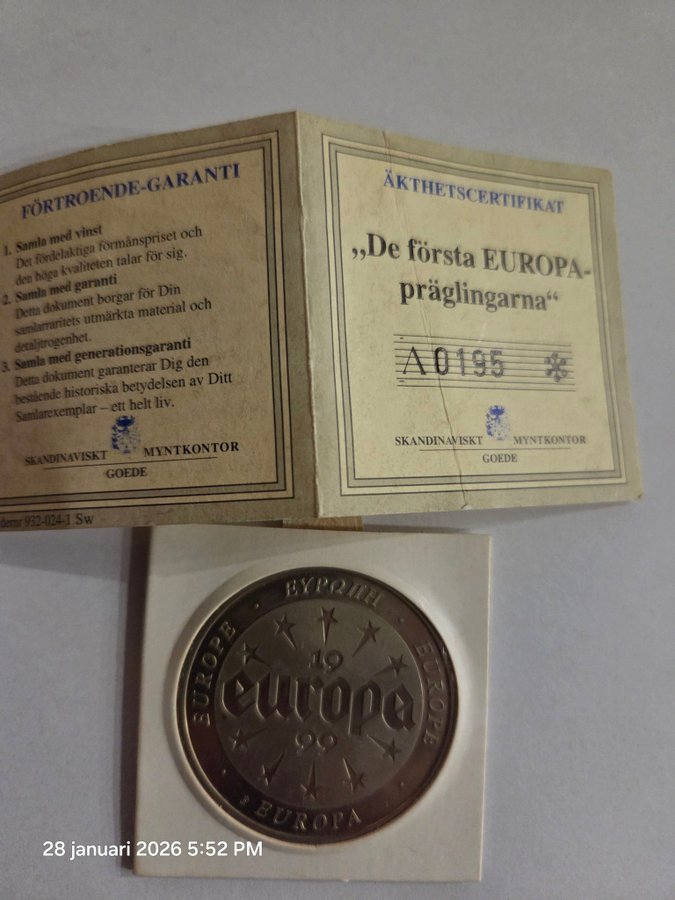 FÖRTROENDE-GARANTI
1. Samla med vinst
Det fördelaktiga förmånspriset och
den höga kvaliteten talar för sig.
2. Samla med garanti
Detta dokument borgar för Din
samlarraritets utmärkta material och
detaljtrogenhet.
3. Samla med generationsgaranti
Detta dokument garanterar Dig den
bestående historiska betydelsen av Ditt
Samlarexemplar – ett helt liv.
SKANDINAVISKT MYNTKONTOR
GOEDE
932-024-1 Sw
ÄKTHETSCERTIFIKAT
„De första EUROPA-
präglingarna“
A0195 *
SKANDINAVISKT MYNTKONTOR
GOEDE
EUROPE · ΕΥΡΩΠΗ · EUROPE
19
europa
99
EUROPA
28 januari 2026 5:52 PM